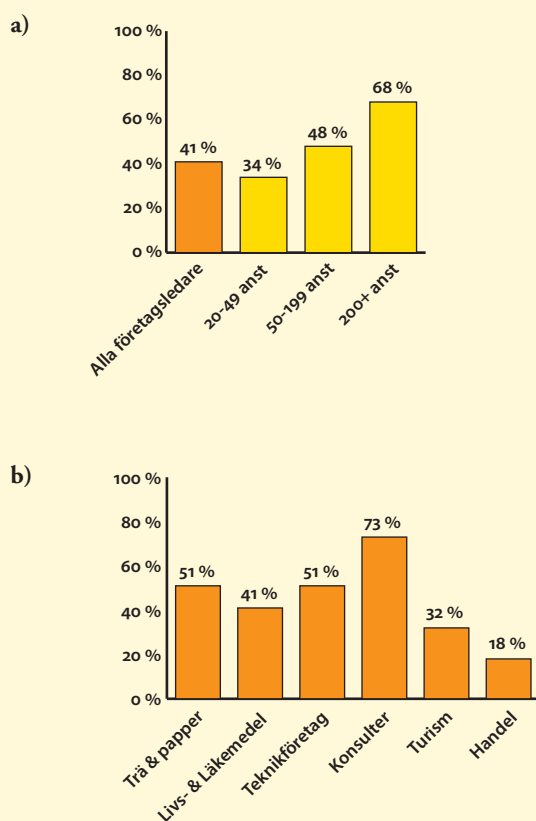 a)
100 %
80 %
60 %
40 %
20 %
0 %
41 %
34 %
48 %
68 %
Alla företagsledare
20-49 anst
50-199 anst
200+ anst
b)
100 %
80 %
60 %
40 %
20 %
0 %
51 %
41 %
51 %
73 %
32 %
18 %
Trä & papper
Livs- & Läkemedel
Teknikföretag
Konsulter
Turism
Handel